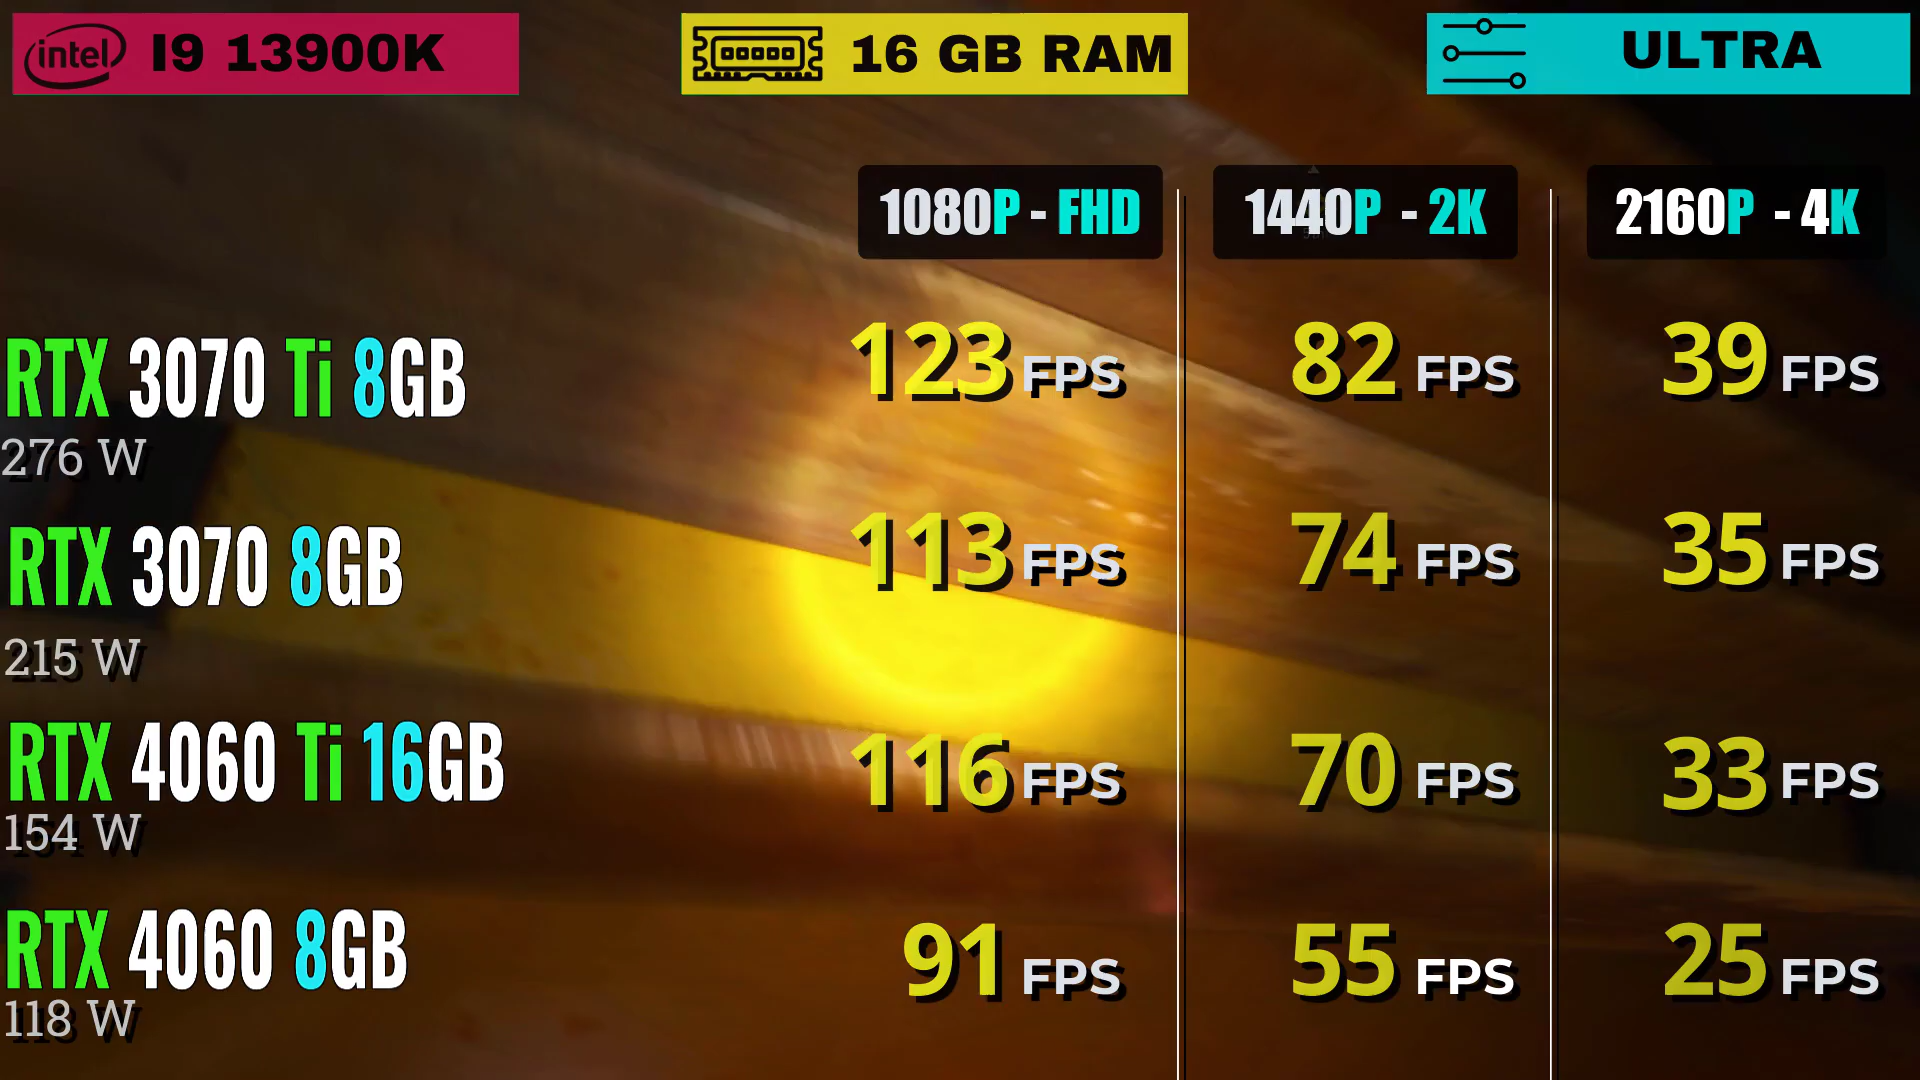 intel I9 13900K
16 GB RAM
ULTRA
1080P - FHD
1440P - 2K
2160P - 4K
RTX 3070 Ti 8GB
123 FPS
82 FPS
39 FPS
276 W
RTX 3070 8GB
113 FPS
74 FPS
35 FPS
215 W
RTX 4060 Ti 16GB
116 FPS
70 FPS
33 FPS
154 W
RTX 4060 8GB
91 FPS
55 FPS
25 FPS
118 W